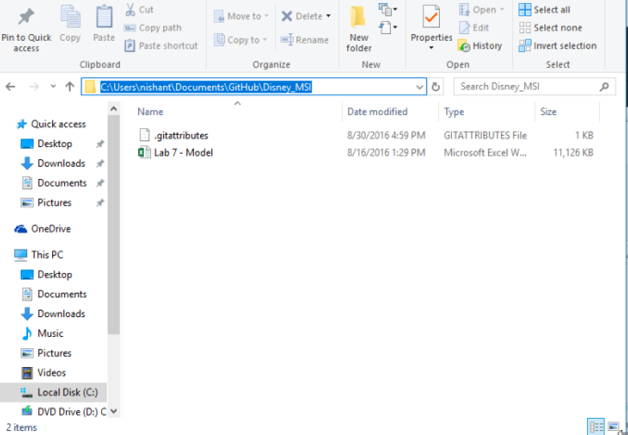 Pin to Quick access
Copy
Paste
Cut
Copy path
Paste shortcut
Clipboard
Move to
Copy to
Delete
Rename
Organize
New folder
New
Properties
Open
Edit
History
Open
Select all
Select none
Invert selection
Select
C:\Users\nishant\Documents\GitHub\Disney_MSI
Search Disney_MSI
Name
Date modified
Type
Size
.gitattributes
8/30/2016 4:59 PM
GITATTRIBUTES File
1 KB
Lab 7 - Model
8/16/2016 1:29 PM
Microsoft Excel W...
11,126 KB
Quick access
Desktop
Downloads
Documents
Pictures
OneDrive
This PC
Desktop
Documents
Downloads
Music
Pictures
Videos
Local Disk (C:)
DVD Drive (D:) C
2 items